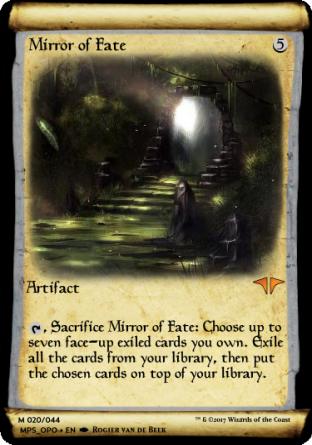 Mirror of Fate 5
Artifact
, Sacrifice Mirror of Fate: Choose up to
seven face-up exiled cards you own. Exile
all the cards from your library, then put the
chosen cards on top of your library.
M 020/044
MPS_OPO • EN Rogier van de Beek
™ & ©2017 Wizards of the Coast